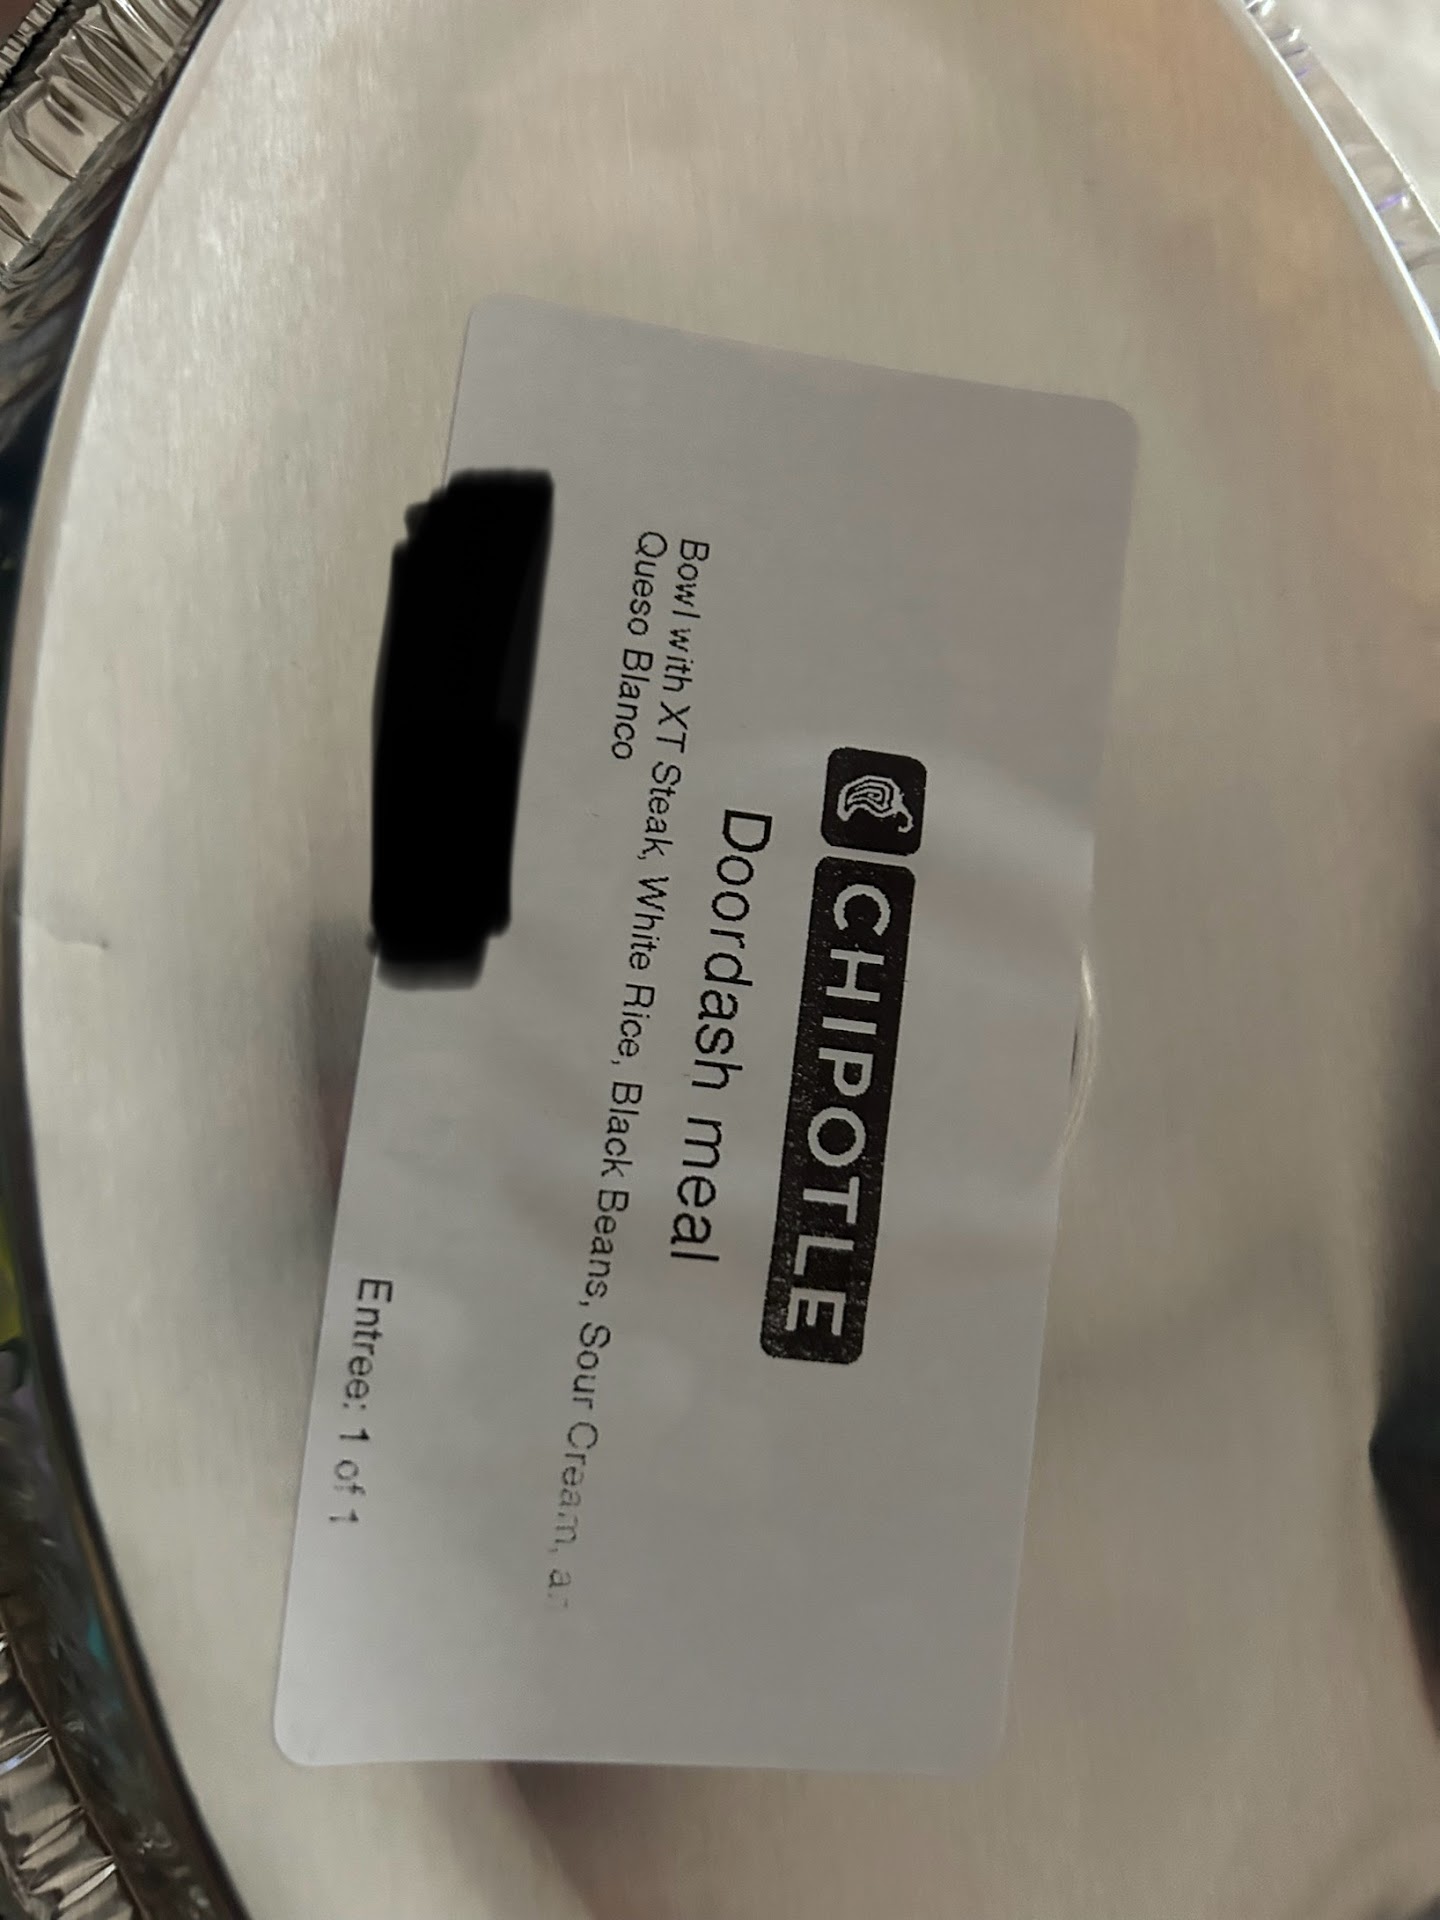 CHIPOTLE
Doordash meal
Bowl with XT Steak, White Rice, Black Beans, Sour Cream,
Queso Blanco
Entree: 1 of 1